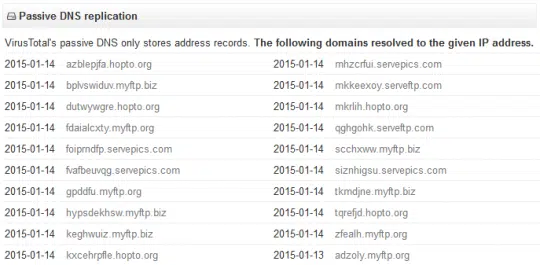 Passive DNS replication
VirusTotal's passive DNS only stores address records. The following domains resolved to the given IP address.
2015-01-14 azblepjfa.hopto.org 2015-01-14 mhzcrfui.servepics.com
2015-01-14 bplvswiduv.myftp.biz 2015-01-14 mkkeexoy.serveftp.com
2015-01-14 dutwywgre.hopto.org 2015-01-14 mkrlih.hopto.org
2015-01-14 fdaialcxty.myftp.org 2015-01-14 qghgohk.serveftp.com
2015-01-14 foipmdfp.servepics.com 2015-01-14 scchxww.myftp.biz
2015-01-14 fvafbeuvqg.servepics.com 2015-01-14 siznhigsu.servepics.com
2015-01-14 gpddfu.myftp.org 2015-01-14 tkmdjne.myftp.biz
2015-01-14 hypsdekhsw.myftp.biz 2015-01-14 tqrefjd.hopto.org
2015-01-14 keghwuiz.myftp.biz 2015-01-14 zfealh.myftp.org
2015-01-14 kxcehrpfle.hopto.org 2015-01-13 adzoly.myftp.org